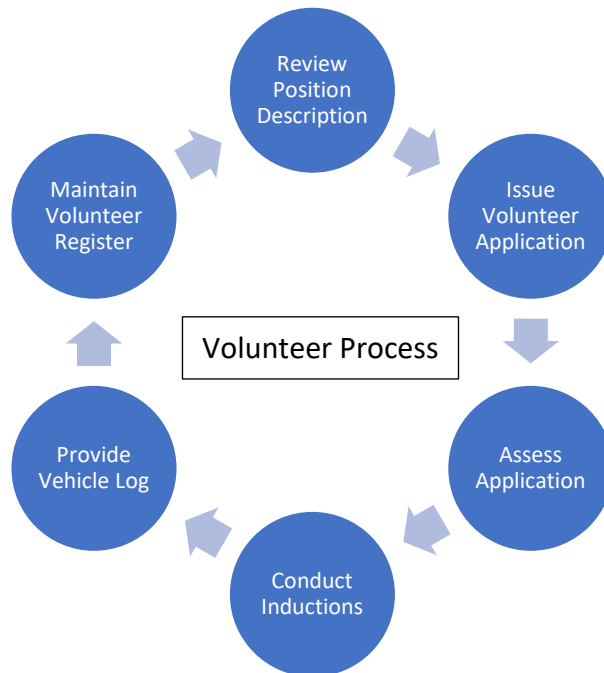 Review
Position
Description
Issue
Volunteer
Application
Assess
Application
Conduct
Inductions
Provide
Vehicle Log
Maintain
Volunteer
Register
Volunteer Process